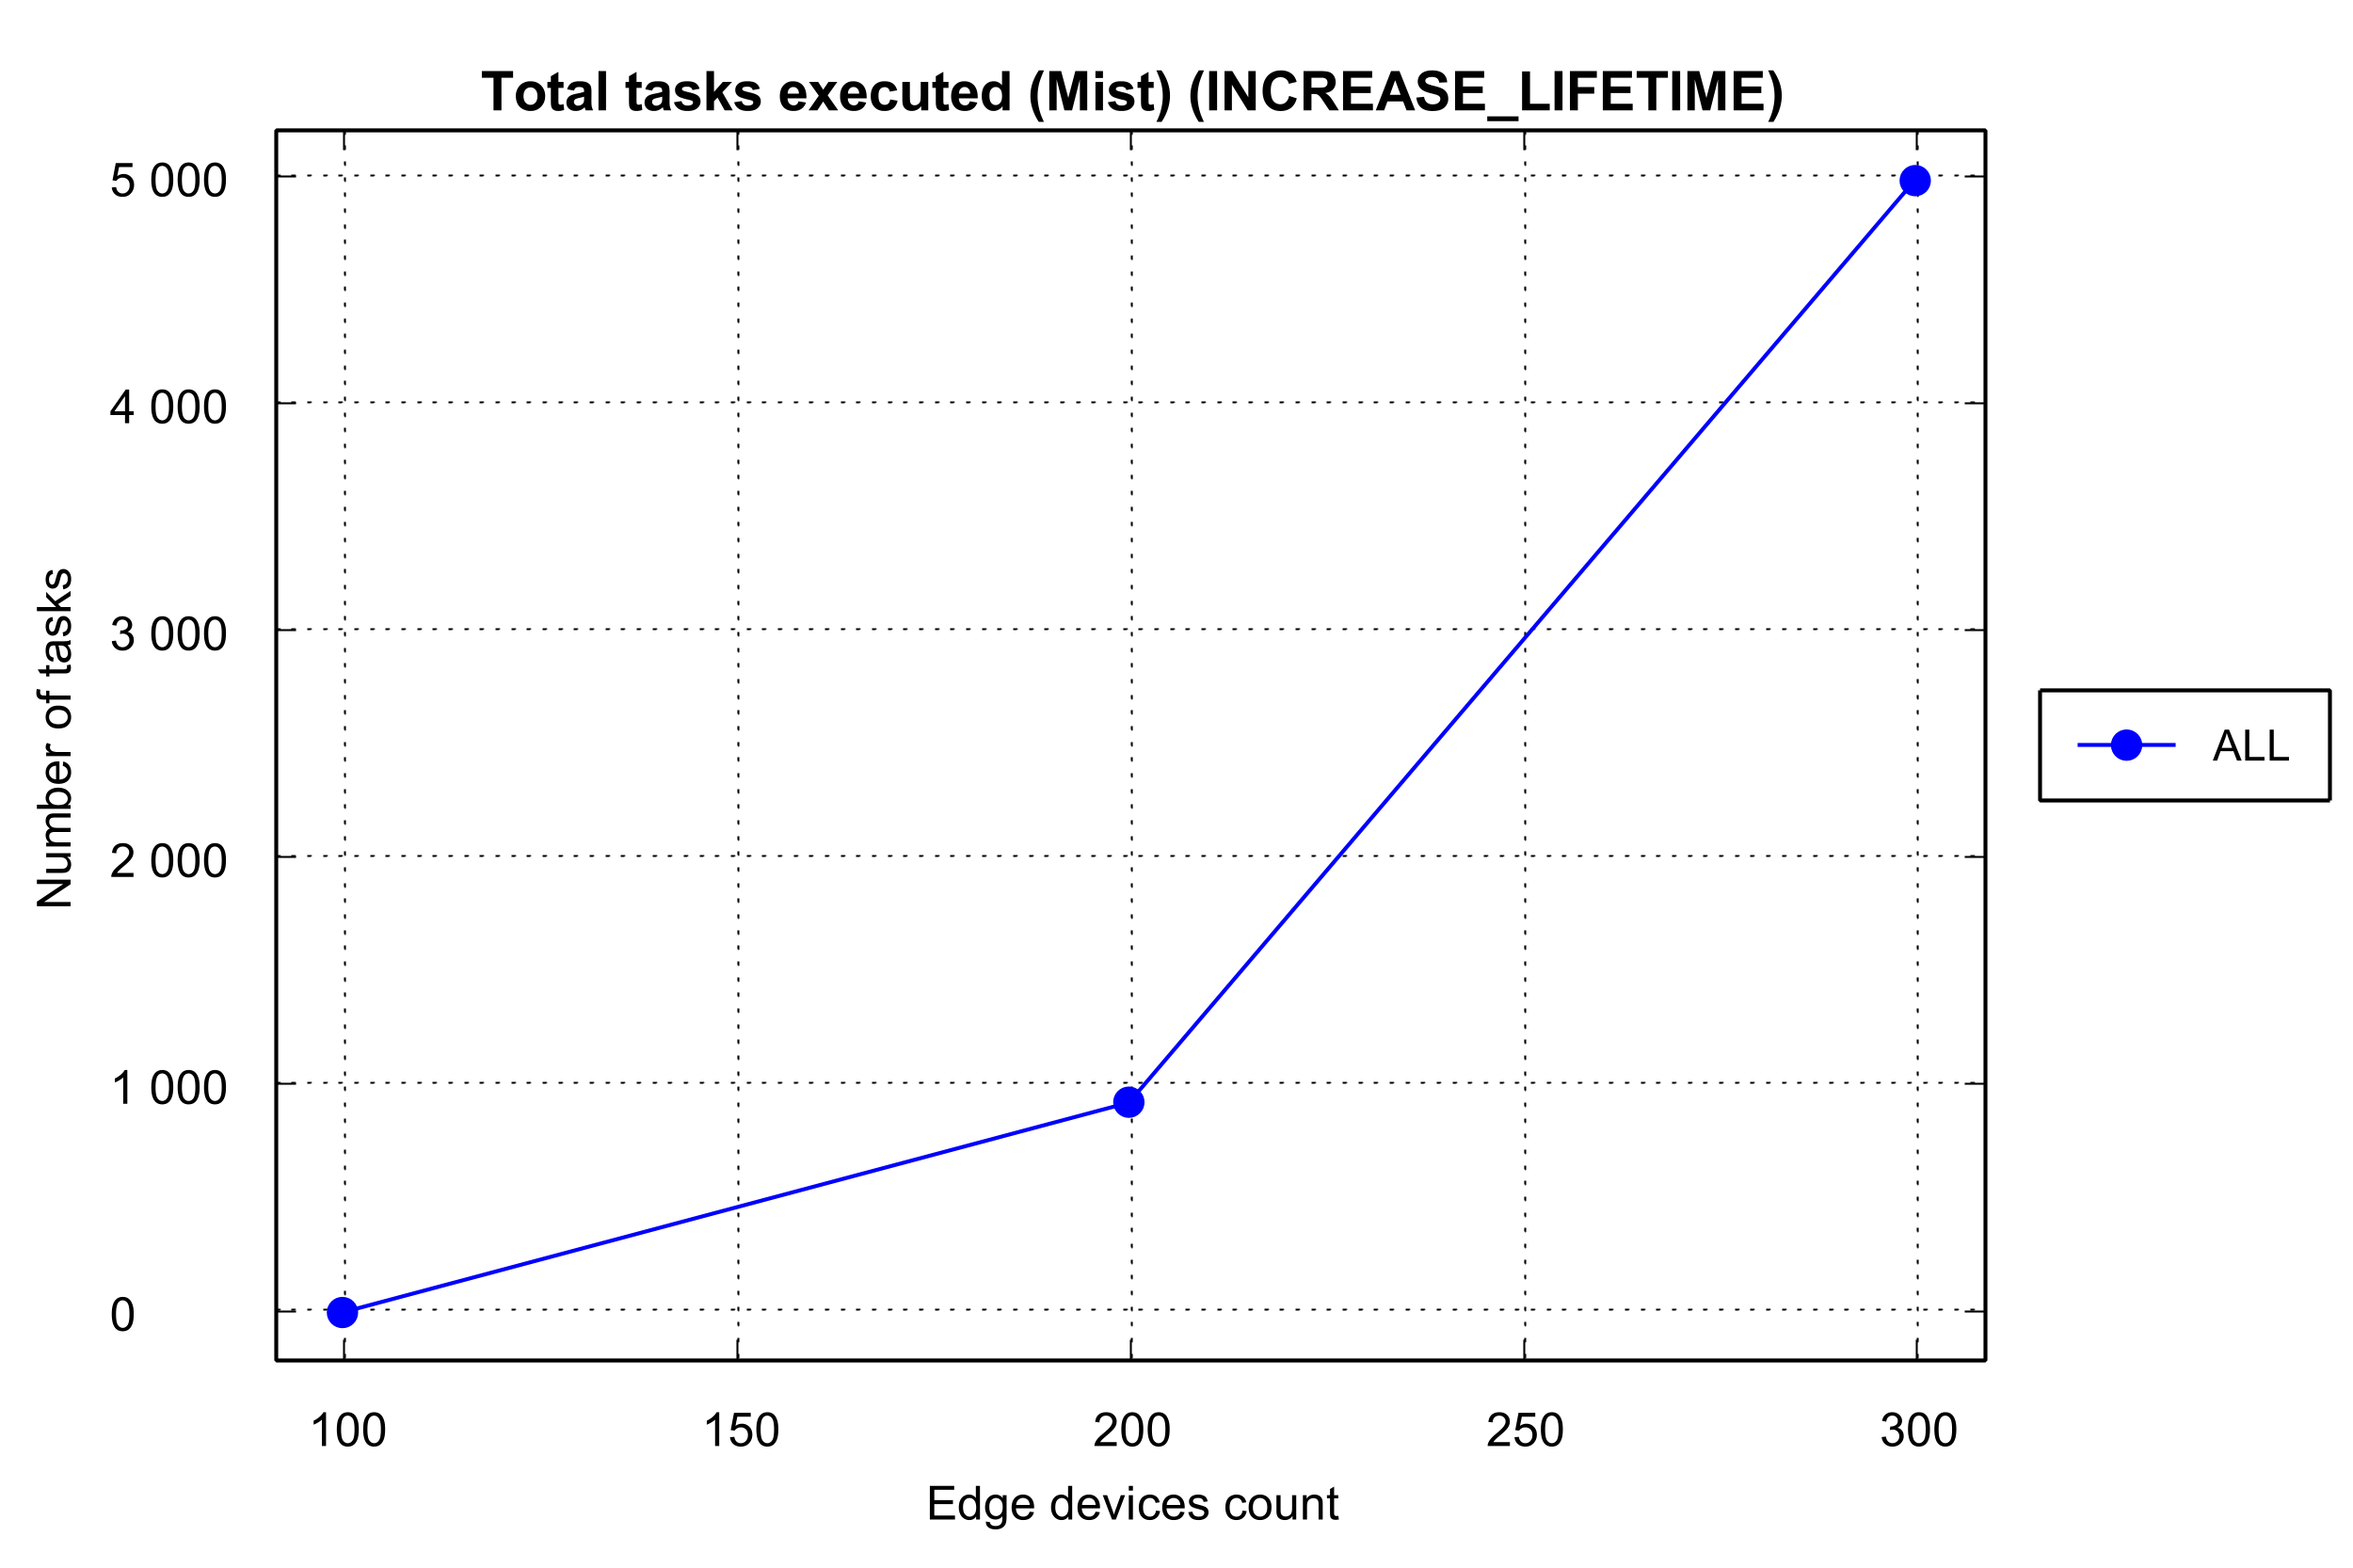 Total tasks executed (Mist) (INCREASE_LIFETIME)
5 000
4 000
3 000
2 000
1 000
0
Number of tasks
100 150 200 250 300
Edge devices count
ALL